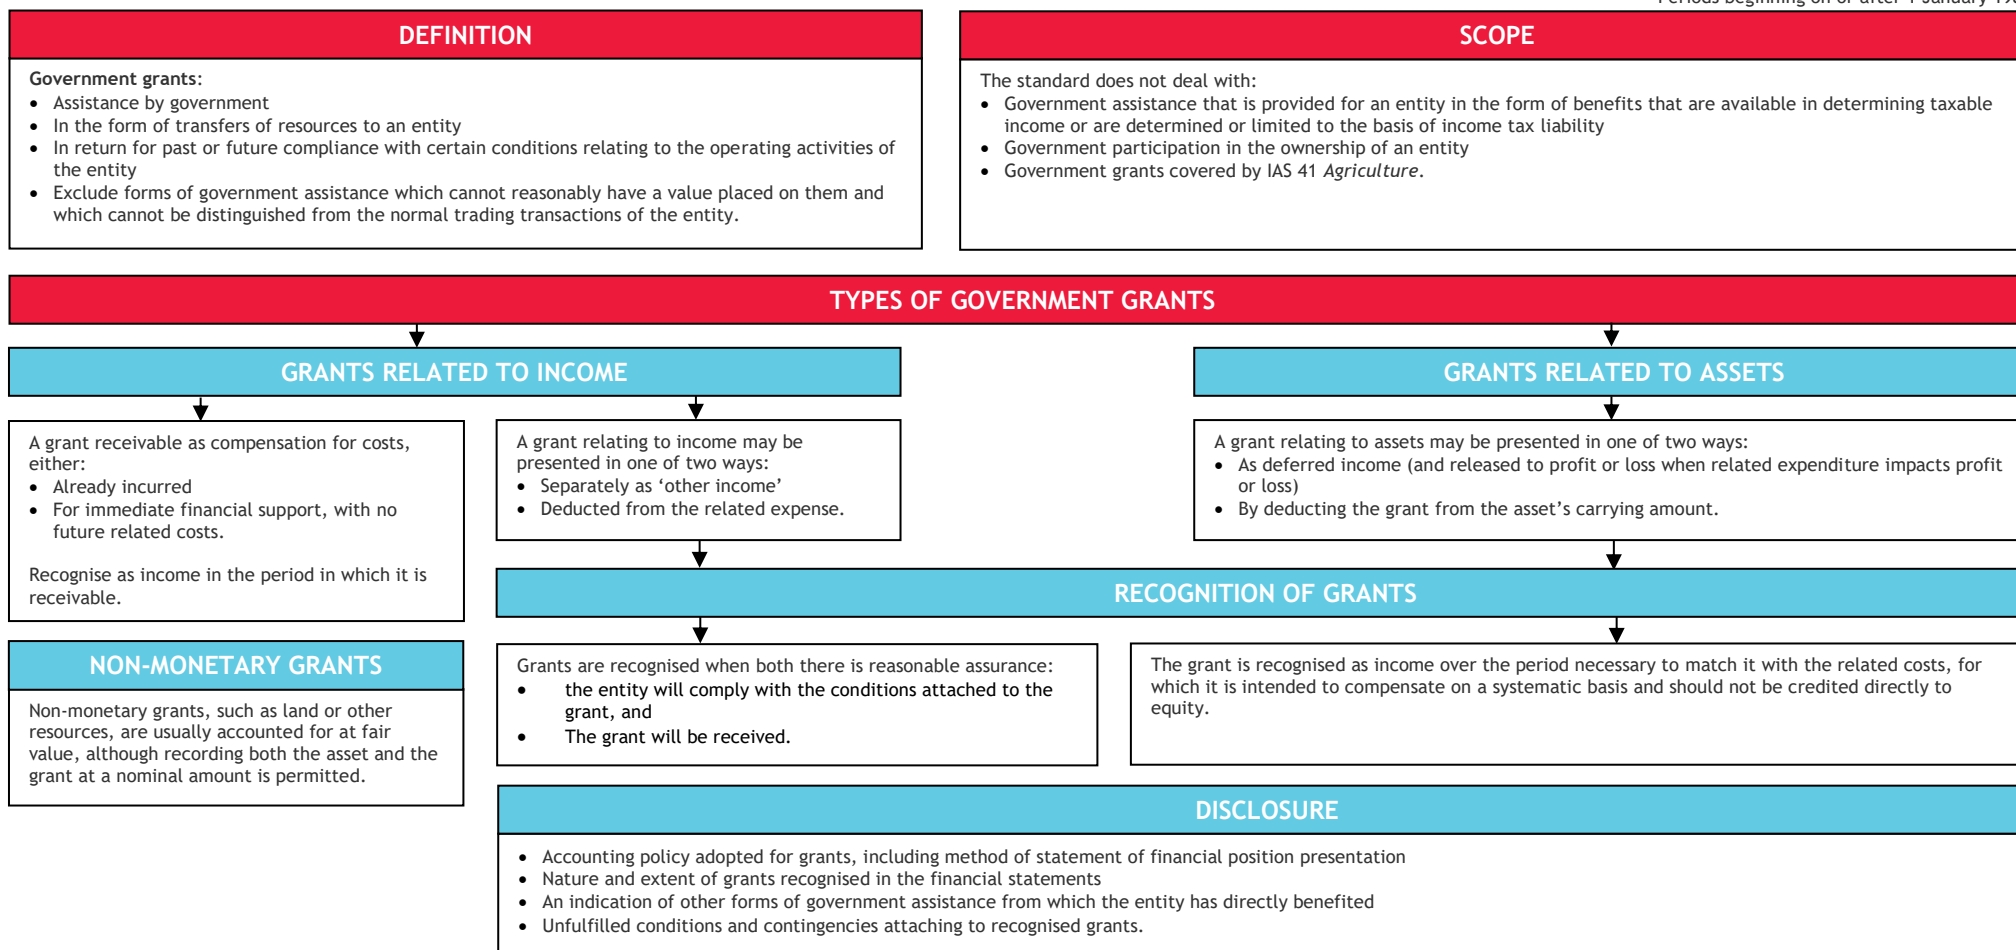 Periods beginning on or after 1 January
DEFINITION
Government grants:
• Assistance by government
• In the form of transfers of resources to an entity
• In return for past or future compliance with certain conditions relating to the operating activities of
the entity
• Exclude forms of government assistance which cannot reasonably have a value placed on them and
which cannot be distinguished from the normal trading transactions of the entity.
SCOPE
The standard does not deal with:
• Government assistance that is provided for an entity in the form of benefits that are available in determining taxable
income or are determined or limited to the basis of income tax liability
• Government participation in the ownership of an entity
• Government grants covered by IAS 41 Agriculture.
TYPES OF GOVERNMENT GRANTS
GRANTS RELATED TO INCOME
A grant receivable as compensation for costs,
either:
• Already incurred
• For immediate financial support, with no
future related costs.
Recognise as income in the period in which it is
receivable.
A grant relating to income may be
presented in one of two ways:
• Separately as ‘other income’
• Deducted from the related expense.
GRANTS RELATED TO ASSETS
A grant relating to assets may be presented in one of two ways:
• As deferred income (and released to profit or loss when related expenditure impacts profit
or loss)
• By deducting the grant from the asset’s carrying amount.
RECOGNITION OF GRANTS
Grants are recognised when both there is reasonable assurance:
• the entity will comply with the conditions attached to the
grant, and
• The grant will be received.
The grant is recognised as income over the period necessary to match it with the related costs, for
which it is intended to compensate on a systematic basis and should not be credited directly to
equity.
NON-MONETARY GRANTS
Non-monetary grants, such as land or other
resources, are usually accounted for at fair
value, although recording both the asset and the
grant at a nominal amount is permitted.
DISCLOSURE
• Accounting policy adopted for grants, including method of statement of financial position presentation
• Nature and extent of grants recognised in the financial statements
• An indication of other forms of government assistance from which the entity has directly benefited
• Unfulfilled conditions and contingencies attaching to recognised grants.